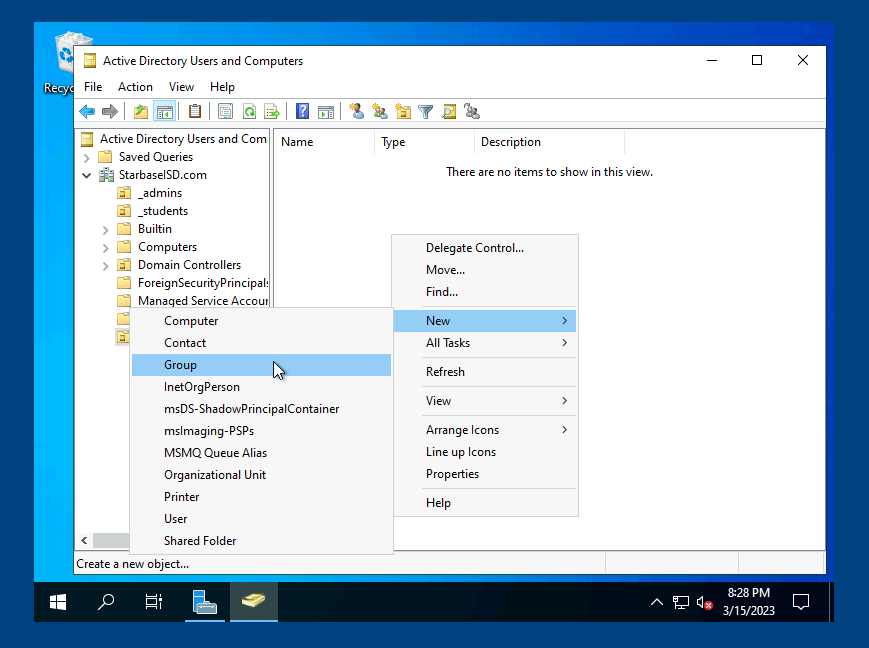 Recyc
Active Directory Users and Computers
File Action View Help
Active Directory Users and Com
Saved Queries
StarbaseISD.com
_admins
_students
Builtin
Computers
Domain Controllers
ForeignSecurityPrincipals
Managed Service Accour
Name Type Description
There are no items to show in this view.
Delegate Control...
Move...
Find...
New
All Tasks
Refresh
View
Arrange Icons
Line up Icons
Properties
Help
Computer
Contact
Group
InetOrgPerson
msDS-ShadowPrincipalContainer
msImaging-PSPs
MSMQ Queue Alias
Organizational Unit
Printer
User
Shared Folder
Create a new object...
8:28 PM
3/15/2023